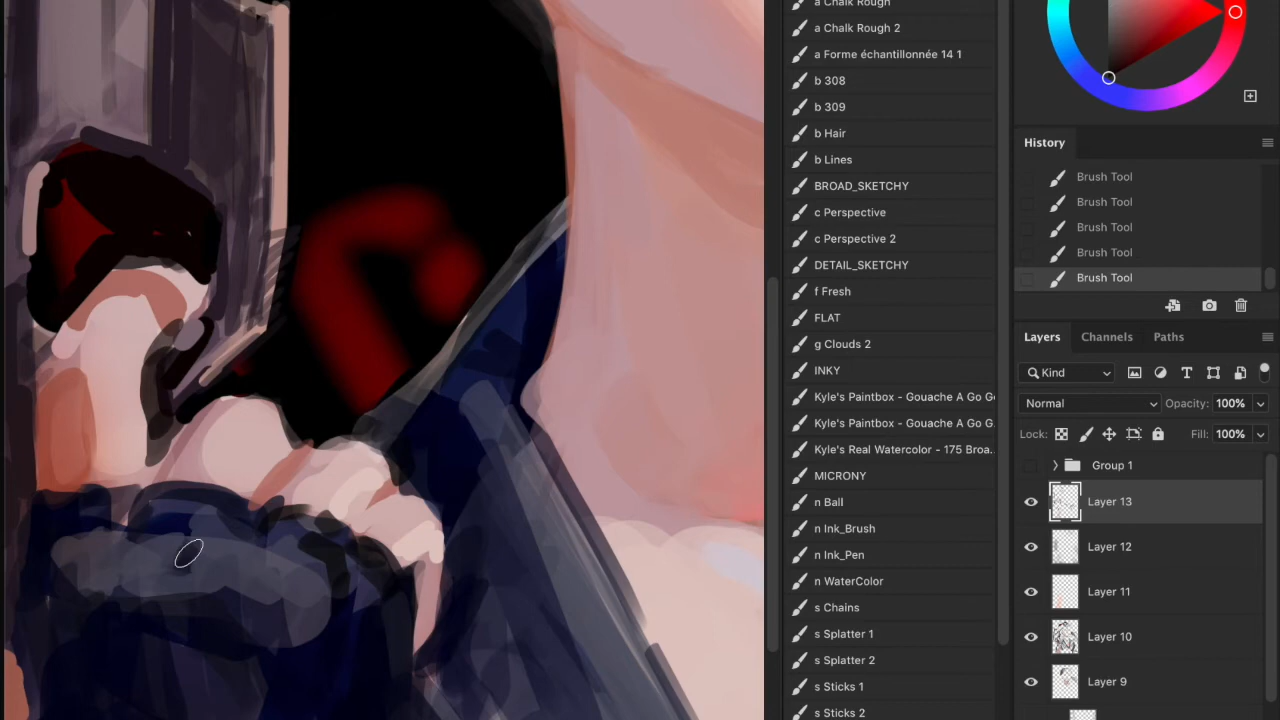 a Chalk Rough
a Chalk Rough 2
a Forme échantillonnée 14 1
b 308
b 309
b Hair
b Lines
BROAD_SKETCHY
c Perspective
c Perspective 2
DETAIL_SKETCHY
f Fresh
FLAT
g Clouds 2
INKY
Kyle's Paintbox - Gouache A Go G
Kyle's Paintbox - Gouache A Go G.
Kyle's Real Watercolor - 175 Broa...
MICRONY
n Ball
n Ink_Brush
n Ink_Pen
n WaterColor
s Chains
s Splatter 1
s Splatter 2
s Sticks 1
s Sticks 2
History
Brush Tool
Brush Tool
Brush Tool
Brush Tool
Brush Tool
Layers Channels Paths
Kind
Normal Opacity: 100%
Lock: Fill: 100%
Group 1
Layer 13
Layer 12
Layer 11
Layer 10
Layer 9